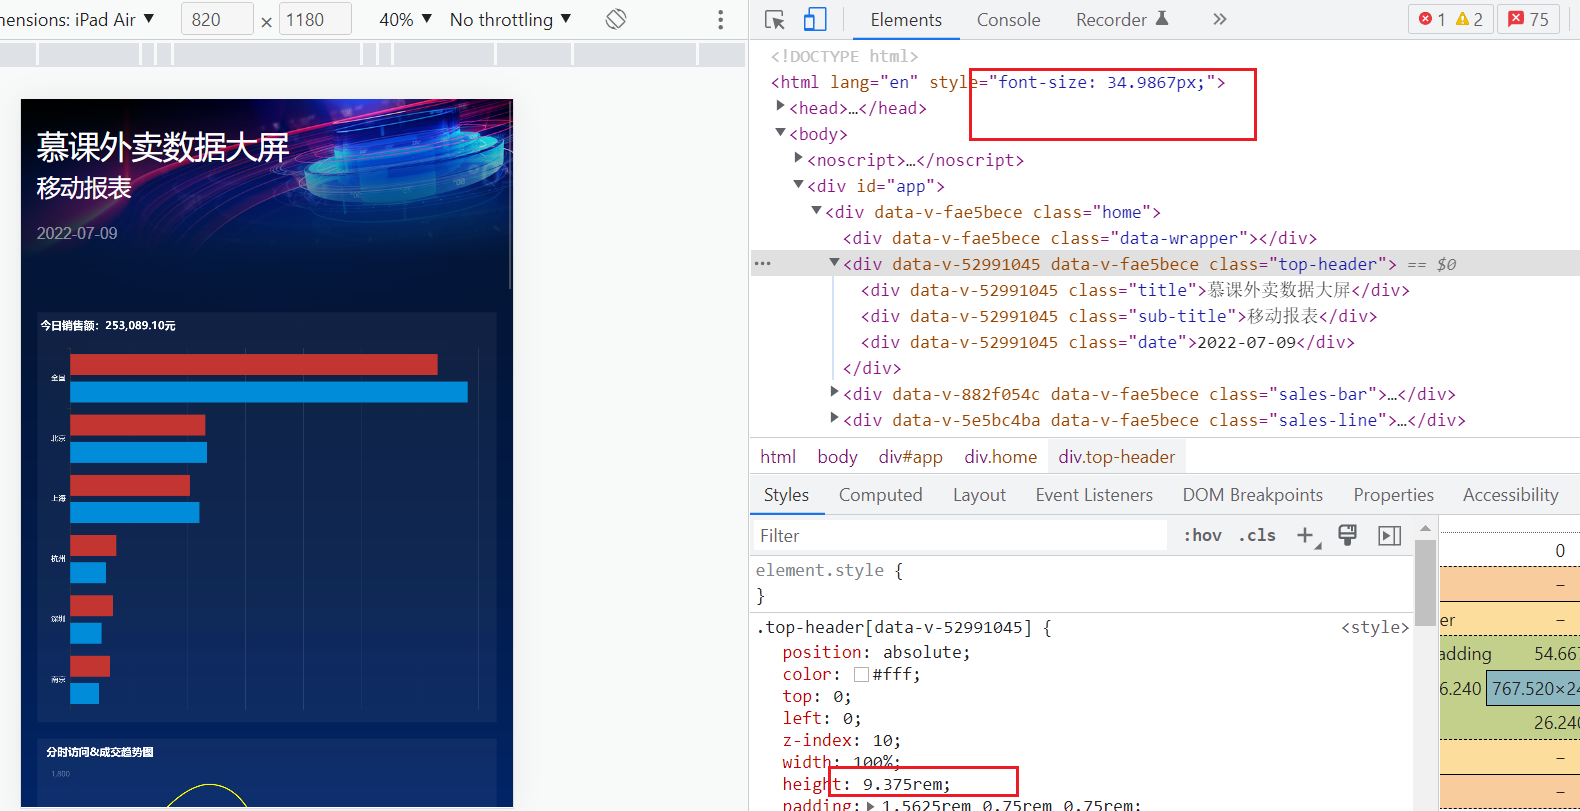 nensions: iPad Air ▼ 820 × 1180 40% ▼ No throttling ▼
慕课外卖数据大屏
移动报表
2022-07-09
今日销售额：253,089.10元
全国
北京
上海
杭州
深圳
南京
分时访问&成交趋势图
1,800
Elements Console Recorder » 1 2 75
<!DOCTYPE html>
<html lang="en" style="font-size: 34.9867px;">
▶<head>…</head>
▼<body>
▶<noscript>…</noscript>
▼<div id="app">
▼<div data-v-fae5bece class="home">
<div data-v-fae5bece class="data-wrapper"></div>
··· ▼<div data-v-52991045 data-v-fae5bece class="top-header"> == $0
<div data-v-52991045 class="title">慕课外卖数据大屏</div>
<div data-v-52991045 class="sub-title">移动报表</div>
<div data-v-52991045 class="date">2022-07-09</div>
</div>
▶<div data-v-882f054c data-v-fae5bece class="sales-bar">…</div>
▶<div data-v-5e5bc4ba data-v-fae5bece class="sales-line">…</div>
html body div#app div.home div.top-header
Styles Computed Layout Event Listeners DOM Breakpoints Properties Accessibility
Filter :hov .cls +
element.style {
}
.top-header[data-v-52991045] { <style>
position: absolute;
color: #fff;
top: 0;
left: 0;
z-index: 10;
width: 100%;
height: 9.375rem;
padding: ▶ 1.5625rem 0.75rem 0.75rem;
0
–
er –
adding 54.667
6.240 767.520×24
26.240
–
–